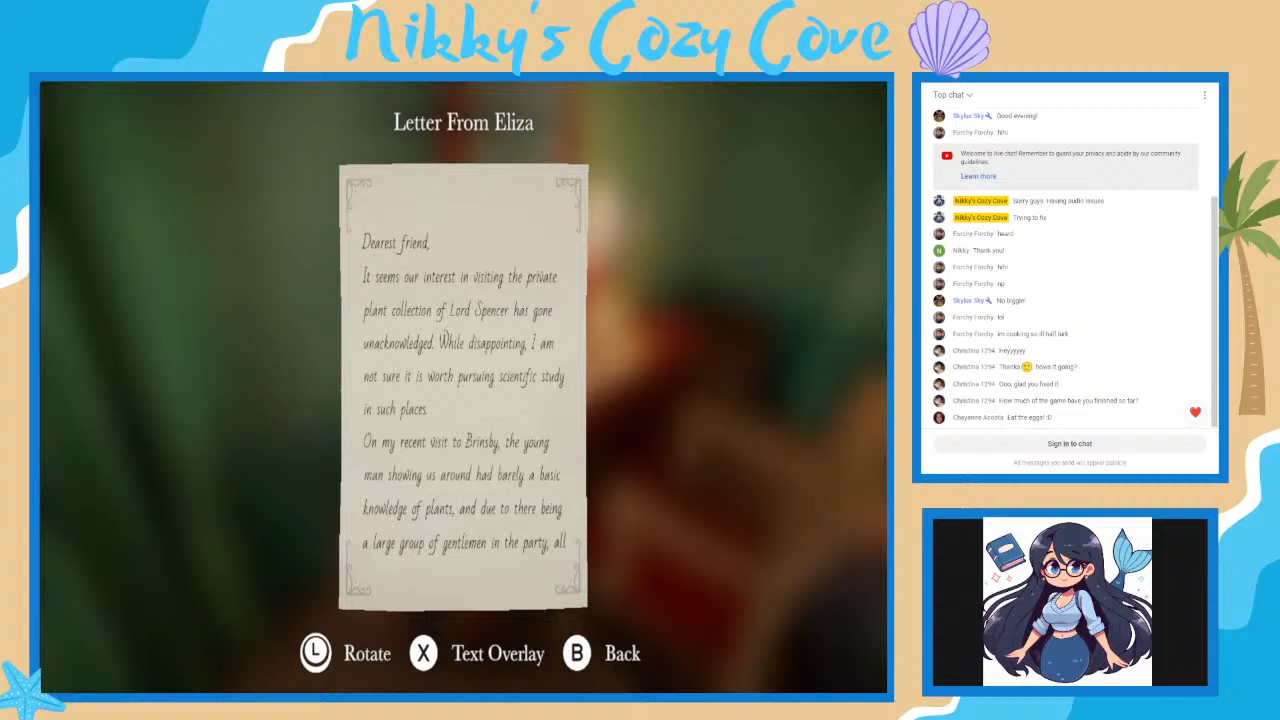 Nikky's Cozy Cove
Letter From Eliza
Dearest friend,
It seems our interest in visiting the private
plant collection of Lord Spencer has gone
unacknowledged. While disappointing, I am
not sure it is worth pursuing scientific study
in such places.
On my recent visit to Brinsby, the young
man showing us around had barely a basic
knowledge of plants, and due to there being
a large group of gentlemen in the party, all
L Rotate X Text Overlay B Back
Top chat
Skylux Sky Good evening!
Forchy Forchy hihi
Welcome to live chat! Remember to guard your privacy and abide by our community
guidelines.
Learn more
Nikky's Cozy Cove Sorry guys. Having audio issues
Nikky's Cozy Cove Trying to fix
Forchy Forchy heard
N Nikky Thank you!
Forchy Forchy hihi
Forchy Forchy np
Skylux Sky No biggie!
Forchy Forchy lol
Forchy Forchy im cooking so ill half lurk
Christina 1294 Heyyyyyy
Christina 1294 Thanks 🙂 hows it going?
Christina 1294 Ooo, glad you fixed it
Christina 1294 How much of the game have you finished so far?
Cheyenne Acosta Eat the eggs! :D
Sign in to chat
All messages you send will appear publicly